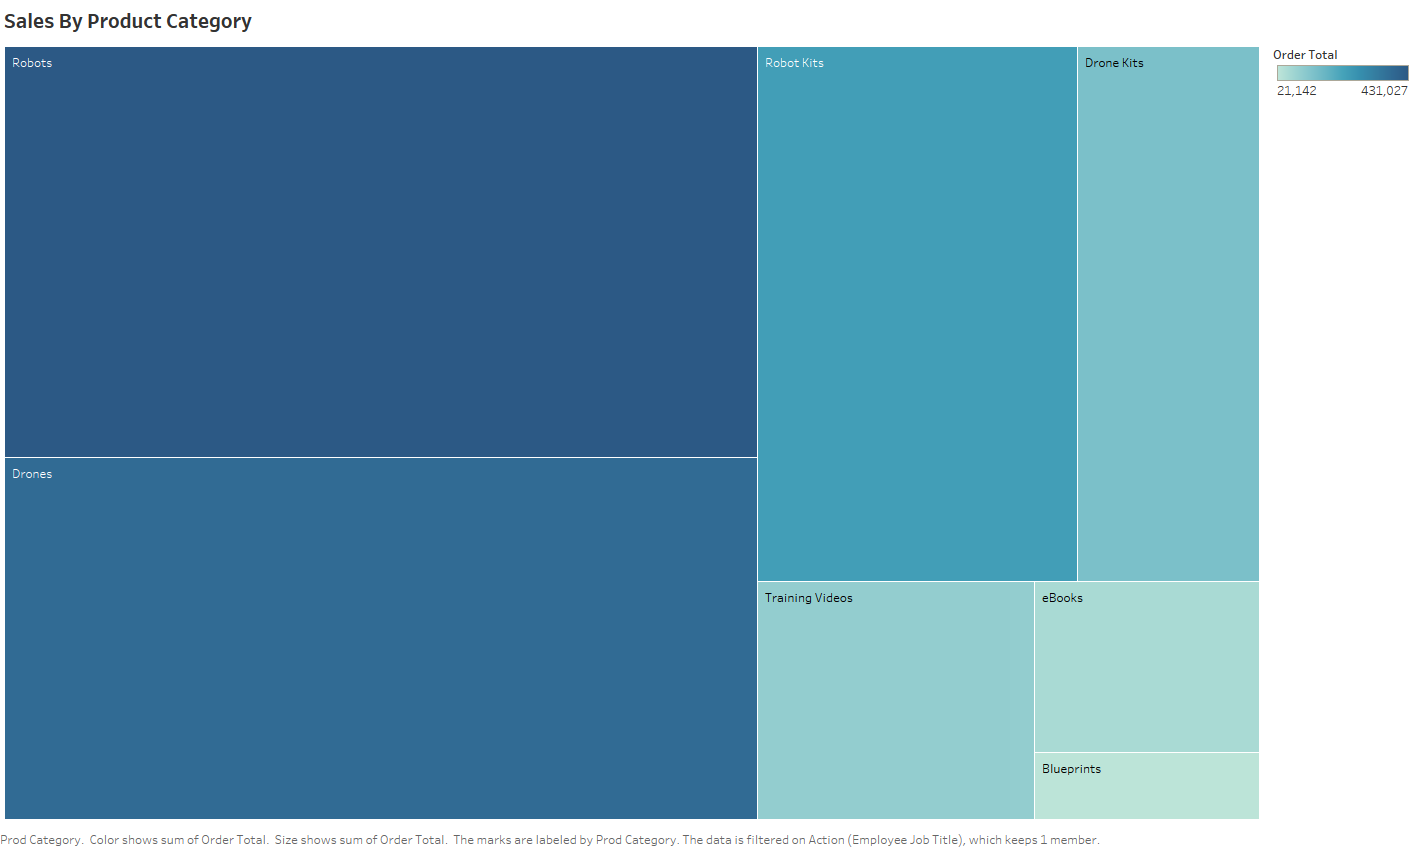 Sales By Product Category
Robots
Robot Kits
Drone Kits
Order Total
21,142
431,027
Drones
Training Videos
eBooks
Blueprints
Prod Category.  Color shows sum of Order Total.  Size shows sum of Order Total.  The marks are labeled by Prod Category. The data is filtered on Action (Employee Job Title), which keeps 1 member.